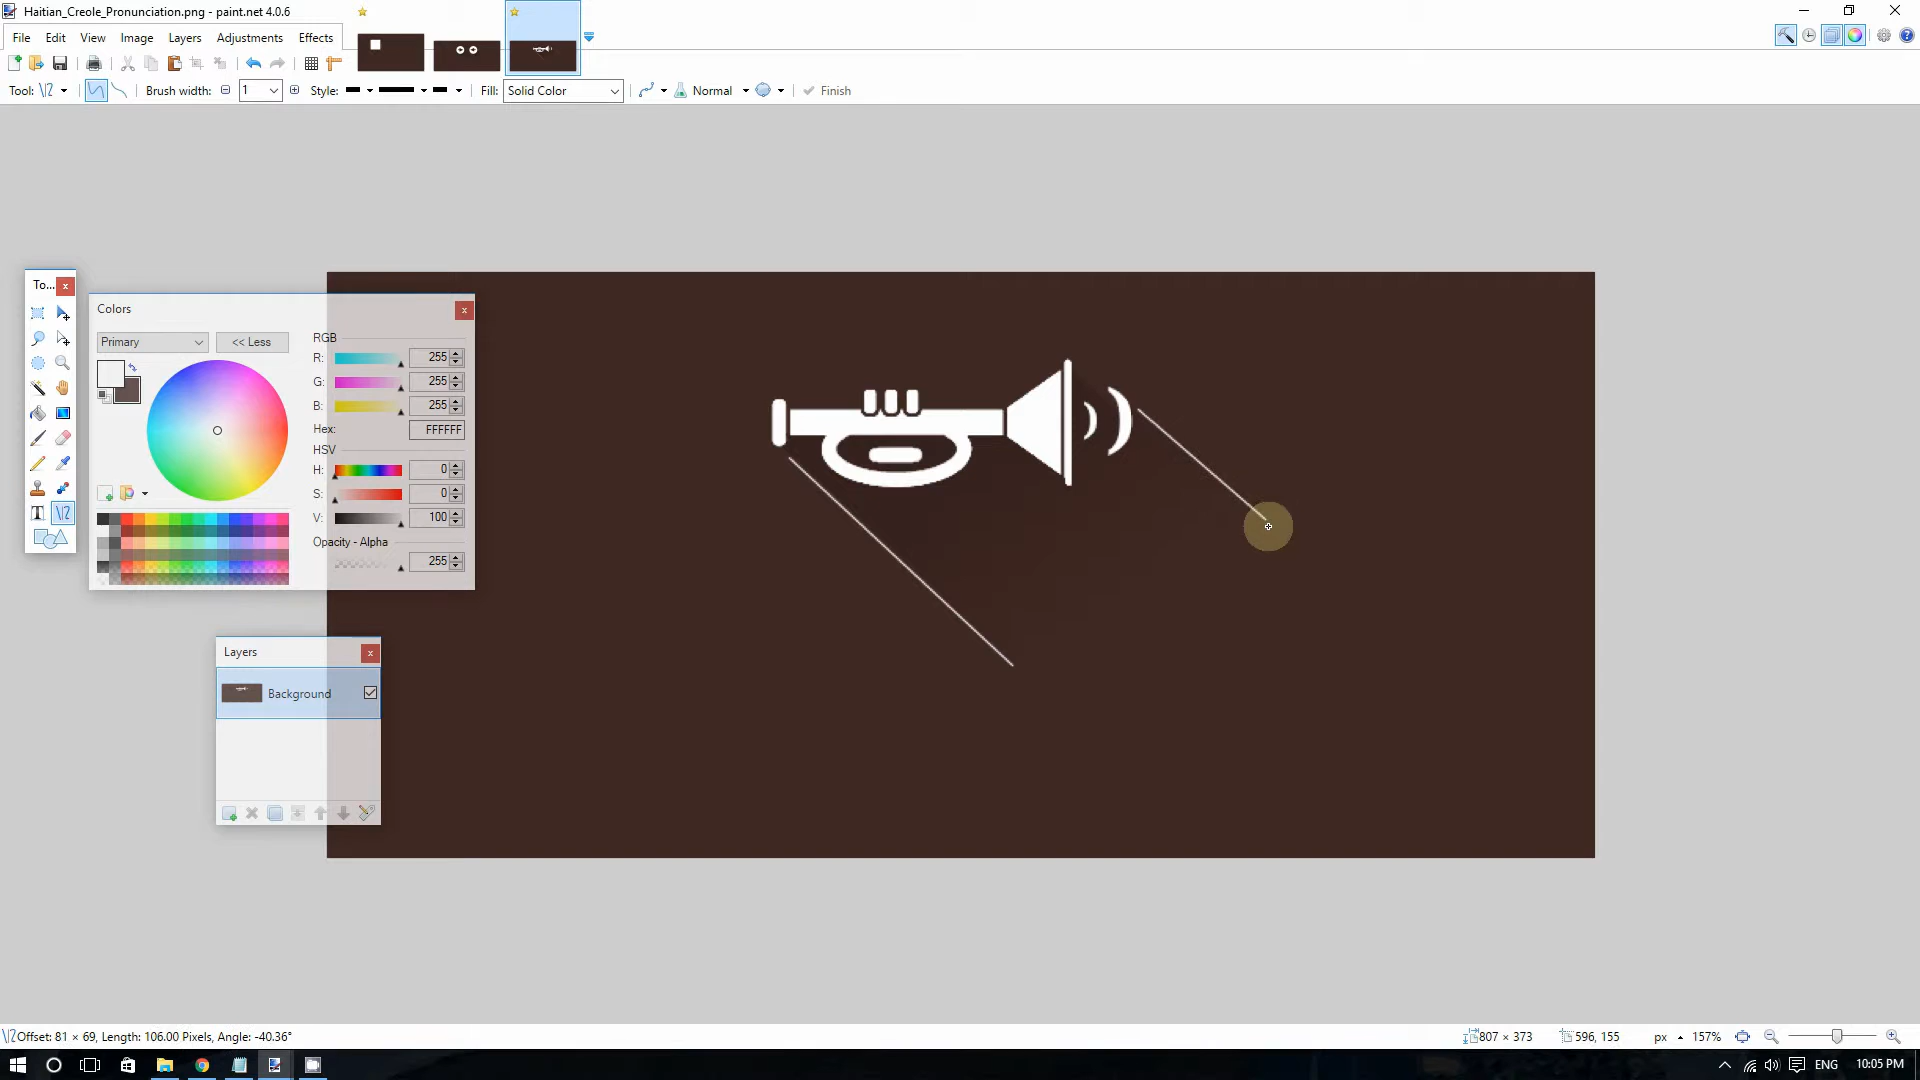 Haitian_Creole_Pronunciation.png - paint.net 4.0.6
File Edit View Image Layers Adjustments Effects
Tool: Brush width: 1 Style: Fill: Solid Color Normal Finish
To...
Colors
Primary << Less
RGB
R: 255
G: 255
B: 255
Hex: FFFFFF
HSV
H: 0
S: 0
V: 100
Opacity - Alpha
255
Layers
Background
Offset: 81 × 69, Length: 106.00 Pixels, Angle: -40.36° 807 × 373 596, 155 px 157%
ENG 10:05 PM